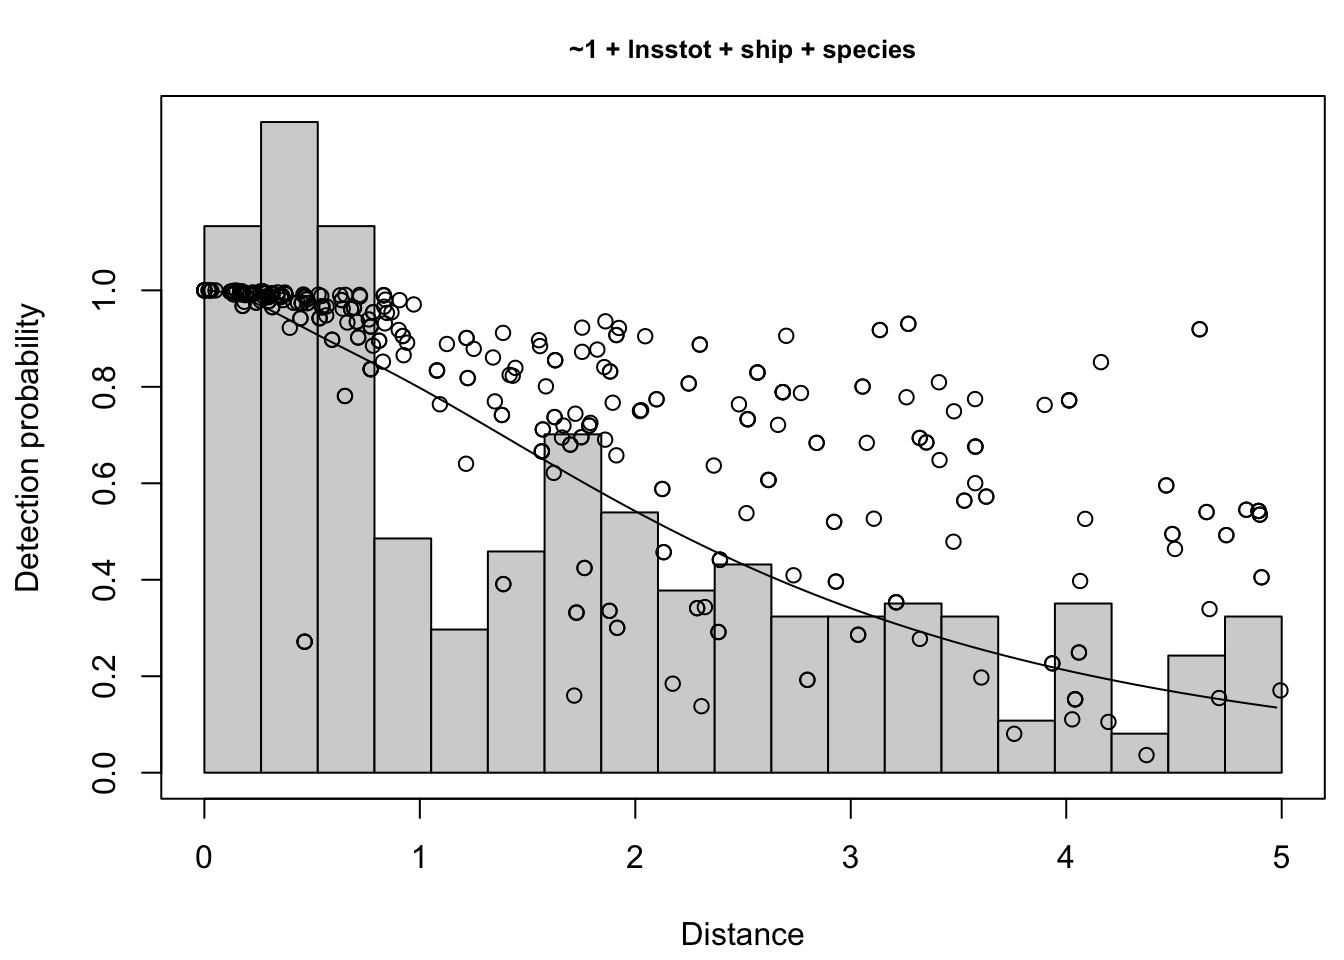 ~1 + lnsstot + ship + species
Detection probability
1.0
0.8
0.6
0.4
0.2
0.0
0 1 2 3 4 5
Distance